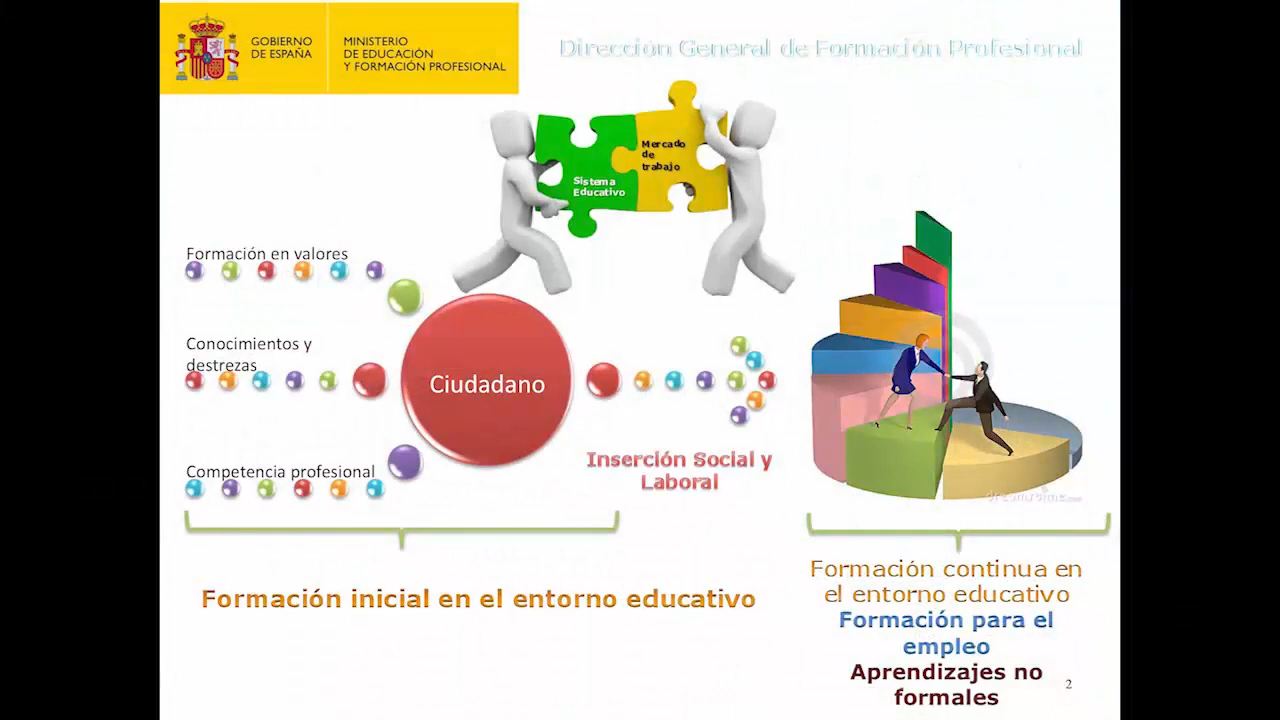 GOBIERNO
DE ESPAÑA
MINISTERIO
DE EDUCACIÓN
Y FORMACIÓN PROFESIONAL
Dirección General de Formación Profesional
Mercado
de
trabajo
Sistema
Educativo
Formación en valores
Conocimientos y
destrezas
Competencia profesional
Ciudadano
Inserción Social y
Laboral
Formación inicial en el entorno educativo
Formación continua en
el entorno educativo
Formación para el
empleo
Aprendizajes no
formales
2